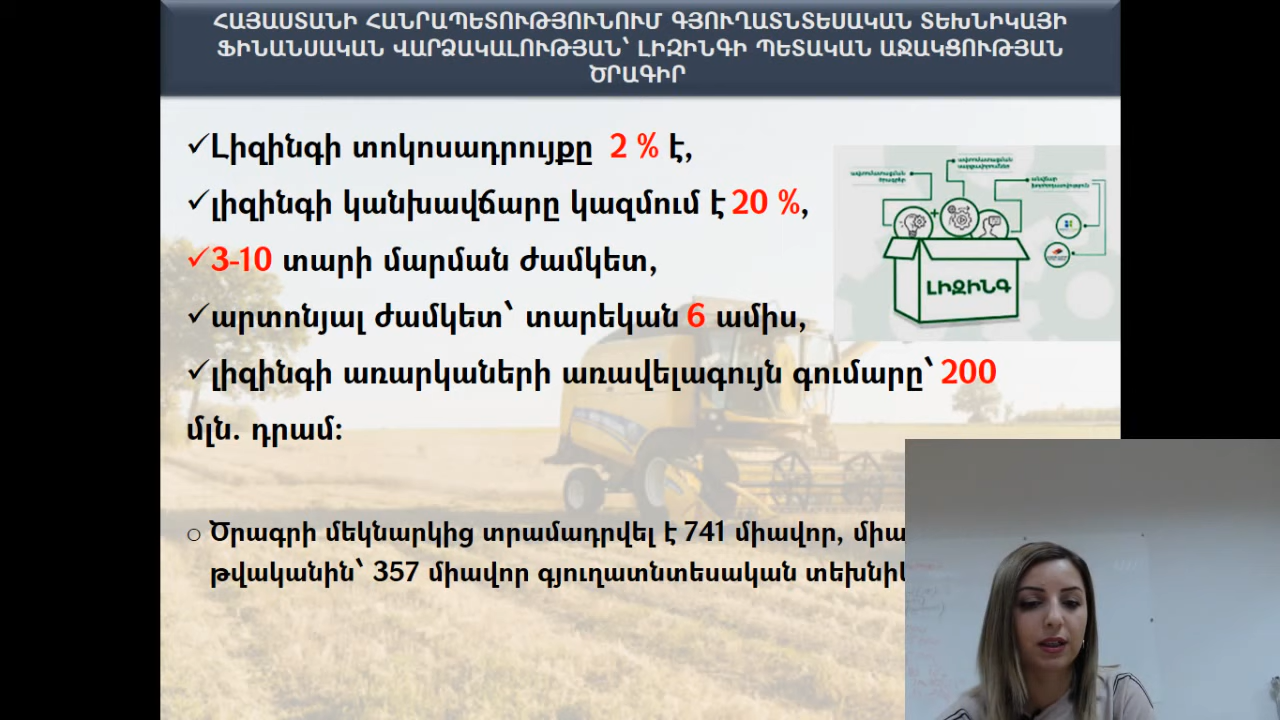 ՀԱՅԱՍՏԱՆԻ ՀԱՆՐԱՊԵՏՈՒԹՅՈՒՆՈՒՄ ԳՅՈՒՂԱՏՆՏԵՍԱԿԱՆ ՏԵԽՆԻԿԱՅԻ
ՖԻՆԱՆՍԱԿԱՆ ՎԱՐՁԱԿԱԼՈՒԹՅԱՆ՝ ԼԻԶԻՆԳԻ ՊԵՏԱԿԱՆ ԱՋԱԿՑՈՒԹՅԱՆ
ԾՐԱԳԻՐ
✓Լիզինգի տոկոսադրույքը 2 % է,
✓լիզինգի կանխավճարը կազմում է 20 %,
✓3-10 տարի մարման ժամկետ,
✓արտոնյալ ժամկետ՝ տարեկան 6 ամիս,
✓լիզինգի առարկաների առավելագույն գումարը՝ 200
մլն. դրամ:
ԼԻԶԻՆԳ
o Ծրագրի մեկնարկից տրամադրվել է 741 միավոր,
թվականին՝ 357 միավոր գյուղատնտեսական